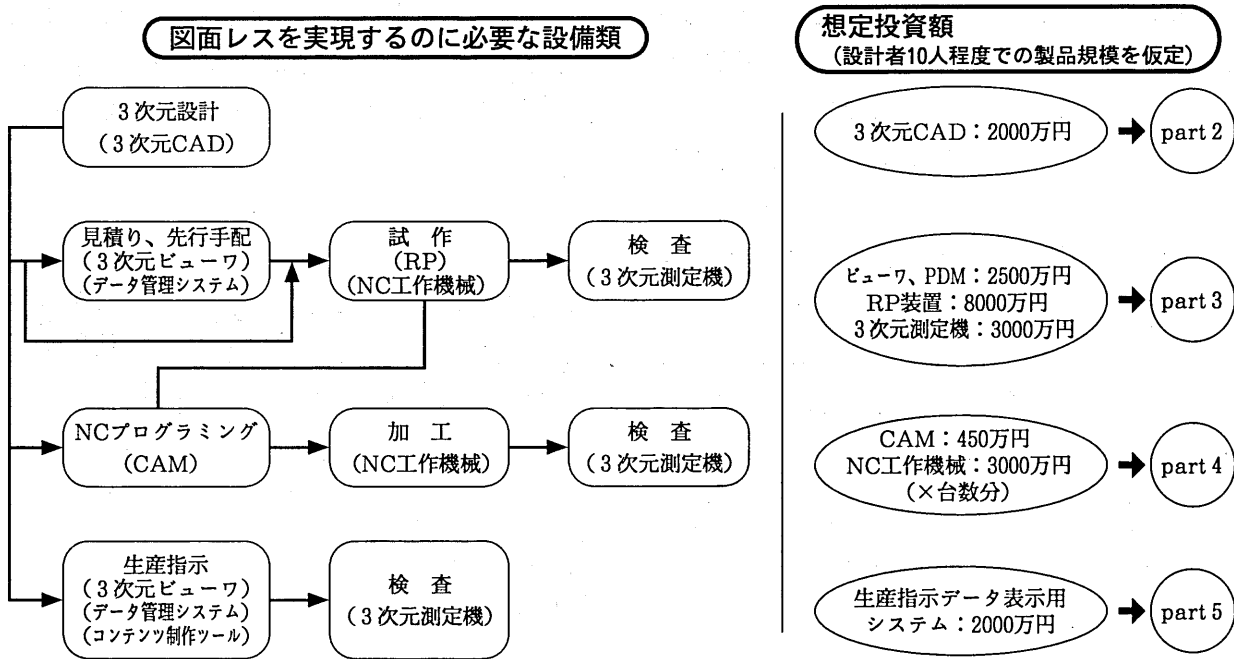 図面レスを実現するのに必要な設備類
想定投資額
（設計者10人程度での製品規模を仮定）
3次元設計
（3次元CAD）
3次元CAD：2000万円
part 2
見積り、先行手配
（3次元ビューワ）
（データ管理システム）
試　作
（RP）
（NC工作機械）
検　査
（3次元測定機）
ビューワ、PDM：2500万円
RP装置：8000万円
3次元測定機：3000万円
part 3
NCプログラミング
（CAM）
加　工
（NC工作機械）
検　査
（3次元測定機）
CAM：450万円
NC工作機械：3000万円
（×台数分）
part 4
生産指示
（3次元ビューワ）
（データ管理システム）
（コンテンツ制作ツール）
検　査
（3次元測定機）
生産指示データ表示用
システム：2000万円
part 5